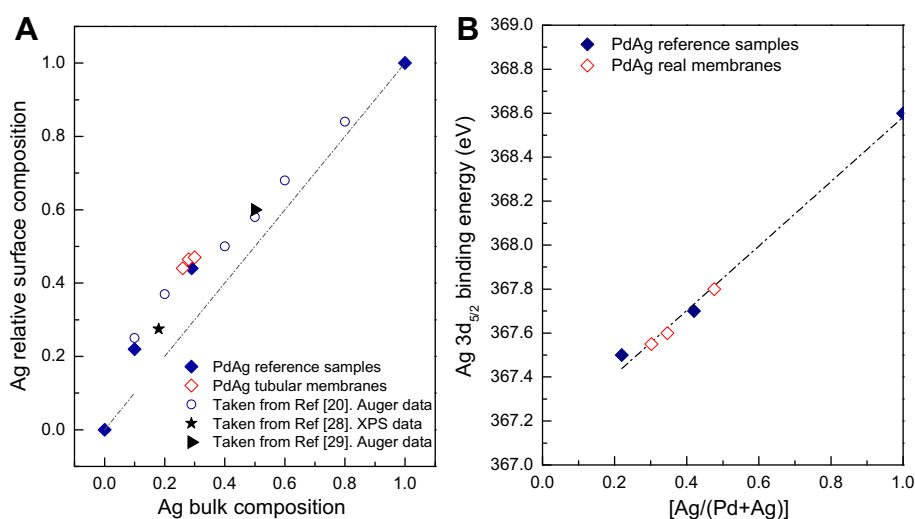 A
Ag relative surface composition
1.0
0.8
0.6
0.4
0.2
0.0
PdAg reference samples
PdAg tubular membranes
Taken from Ref [20]. Auger data
Taken from Ref [28]. XPS data
Taken from Ref [29]. Auger data
0.0 0.2 0.4 0.6 0.8 1.0
Ag bulk composition
B
Ag 3d5/2 binding energy (eV)
369.0
368.8
368.6
368.4
368.2
368.0
367.8
367.6
367.4
367.2
367.0
PdAg reference samples
PdAg real membranes
0.0 0.2 0.4 0.6 0.8 1.0
[Ag/(Pd+Ag)]